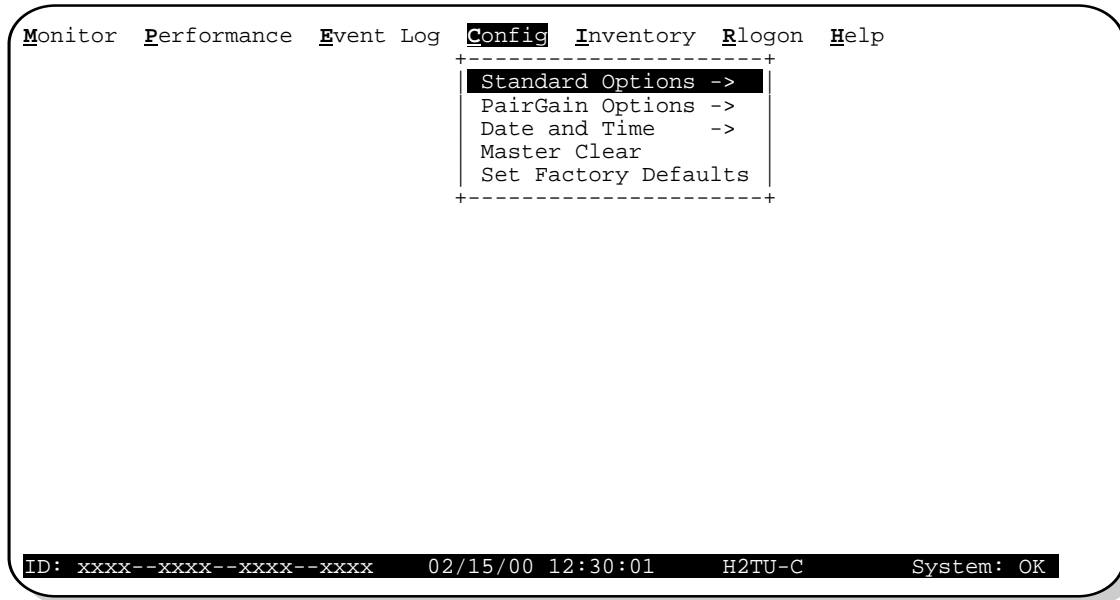 Monitor  Performance  Event Log  Config  Inventory  Rlogon  Help
+----------------------+
| Standard Options ->  |
| PairGain Options ->  |
| Date and Time    ->  |
| Master Clear         |
| Set Factory Defaults |
+----------------------+
ID: xxxx--xxxx--xxxx--xxxx    02/15/00 12:30:01     H2TU-C        System: OK